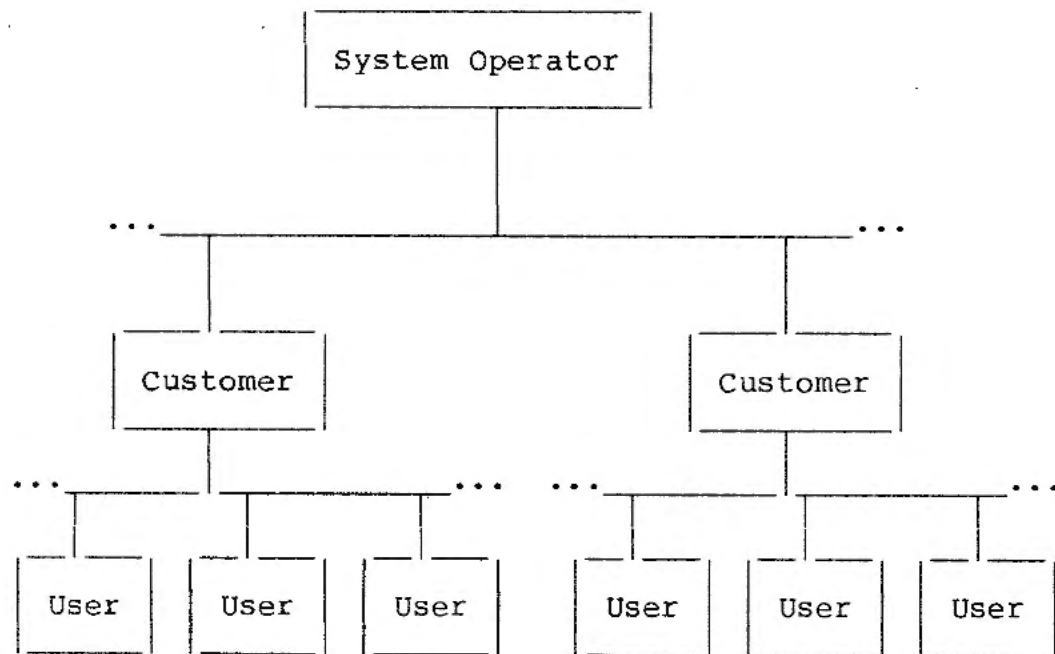 System Operator
... ...
Customer Customer
... ... ... ...
User User User User User User